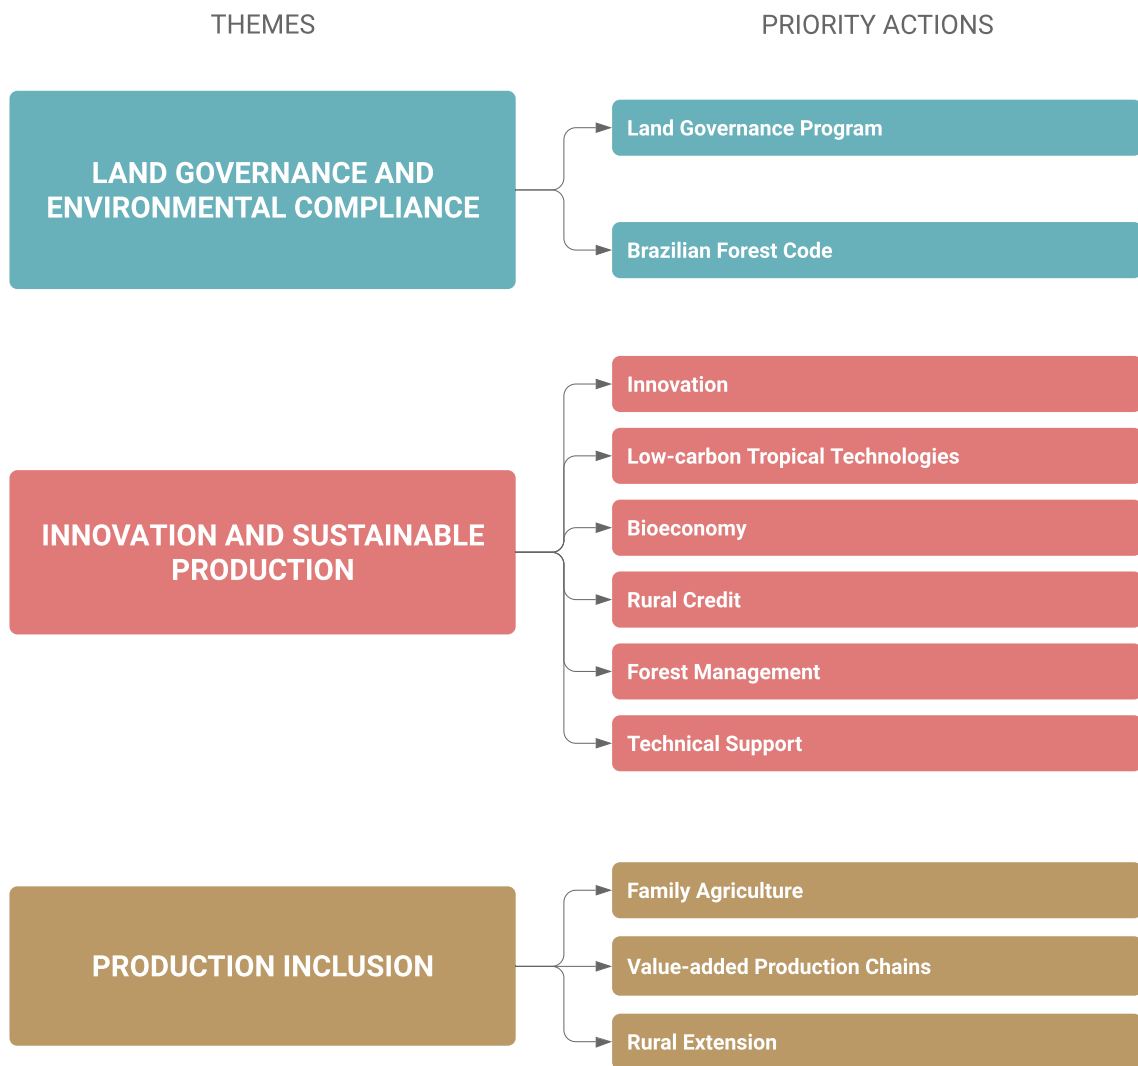 THEMES
PRIORITY ACTIONS
LAND GOVERNANCE AND
ENVIRONMENTAL COMPLIANCE
Land Governance Program
Brazilian Forest Code
INNOVATION AND SUSTAINABLE
PRODUCTION
Innovation
Low-carbon Tropical Technologies
Bioeconomy
Rural Credit
Forest Management
Technical Support
PRODUCTION INCLUSION
Family Agriculture
Value-added Production Chains
Rural Extension